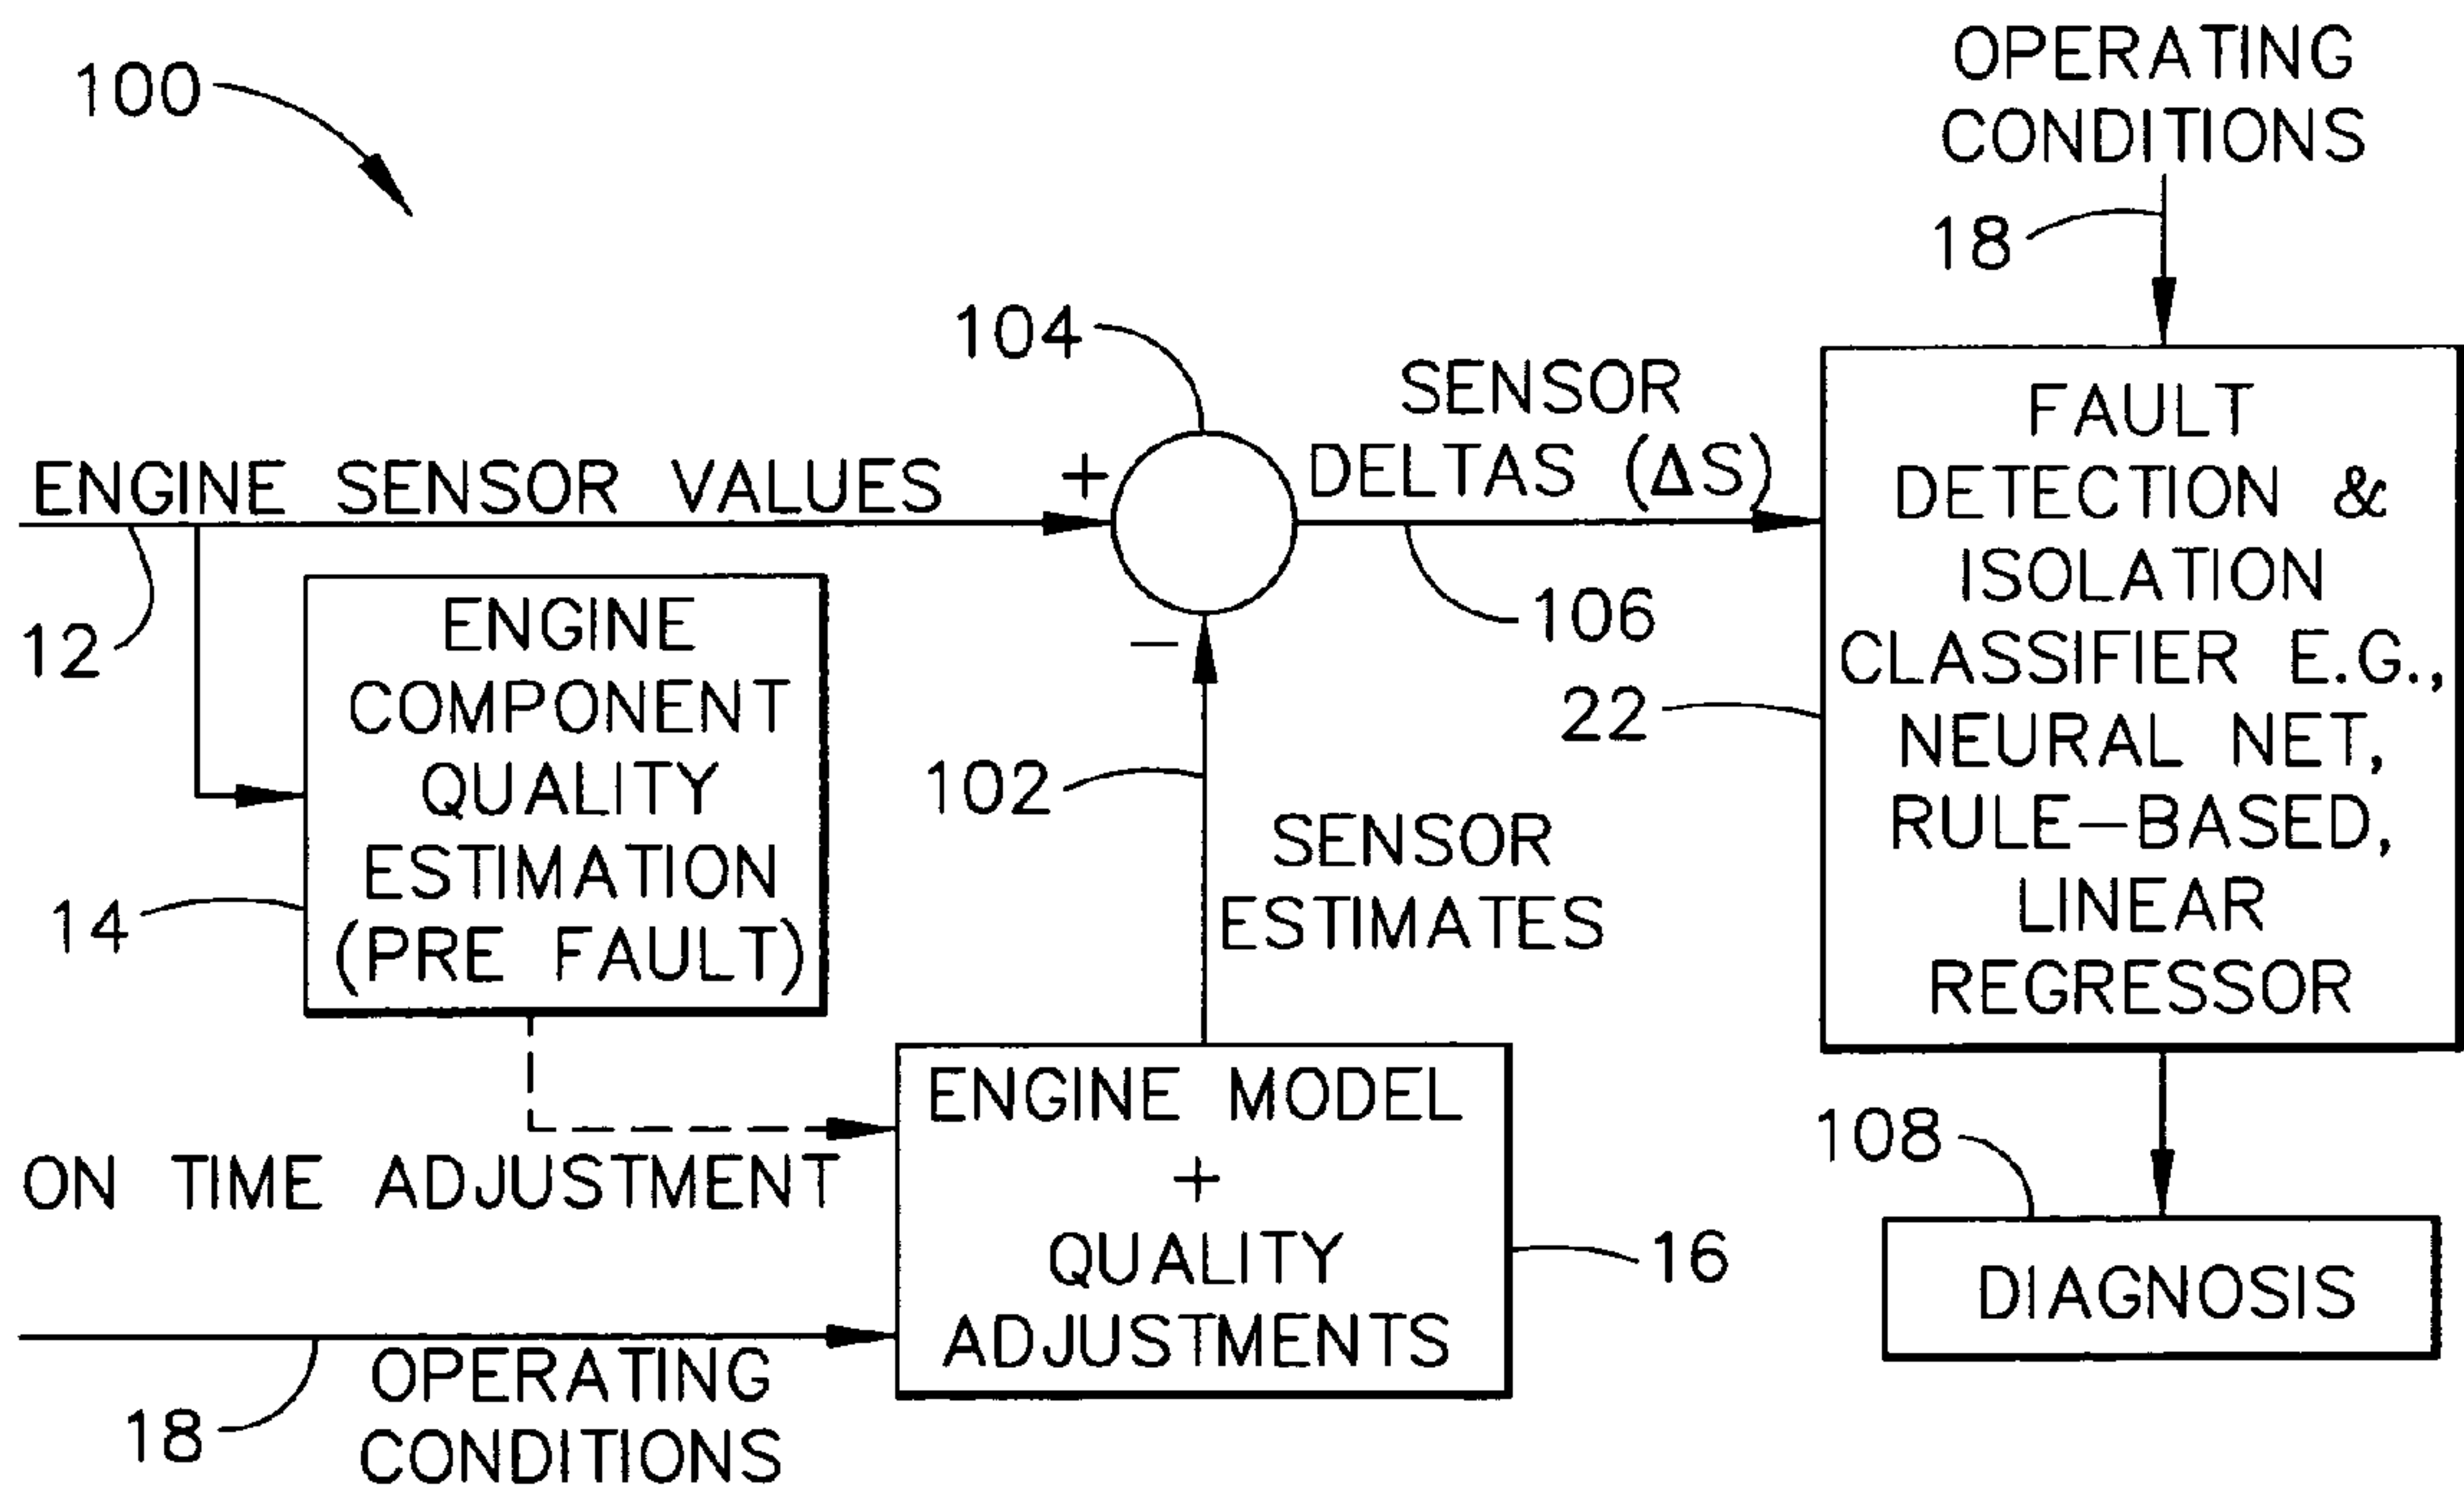 100
OPERATING
CONDITIONS
18
104
SENSOR
DELTAS (ΔS)
+
ENGINE SENSOR VALUES
12
106
−
FAULT
DETECTION &
ISOLATION
CLASSIFIER E.G.,
NEURAL NET,
RULE−BASED,
LINEAR
REGRESSOR
22
ENGINE
COMPONENT
QUALITY
ESTIMATION
(PRE FAULT)
14
102
SENSOR
ESTIMATES
ENGINE MODEL
+
QUALITY
ADJUSTMENTS
16
ON TIME ADJUSTMENT
108
DIAGNOSIS
18
OPERATING
CONDITIONS